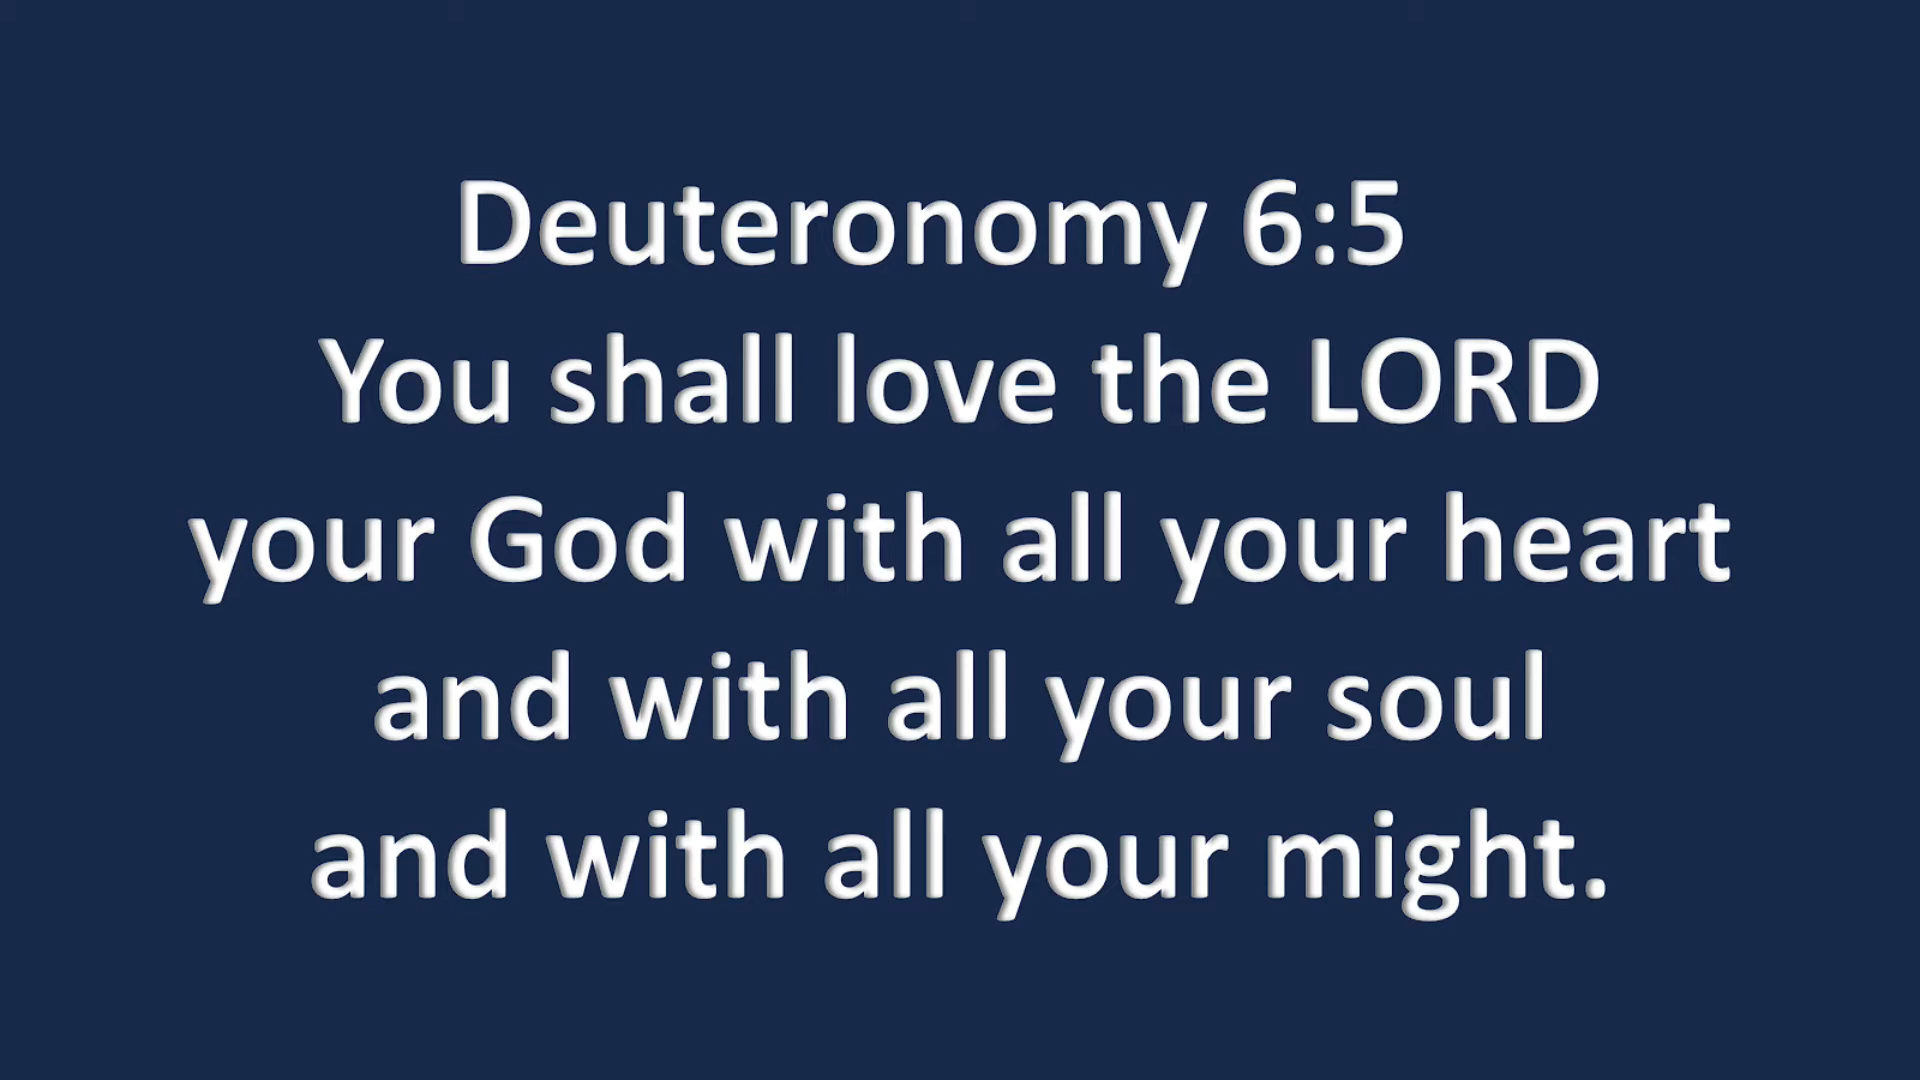 Deuteronomy 6:5
You shall love the LORD
your God with all your heart
and with all your soul
and with all your might.